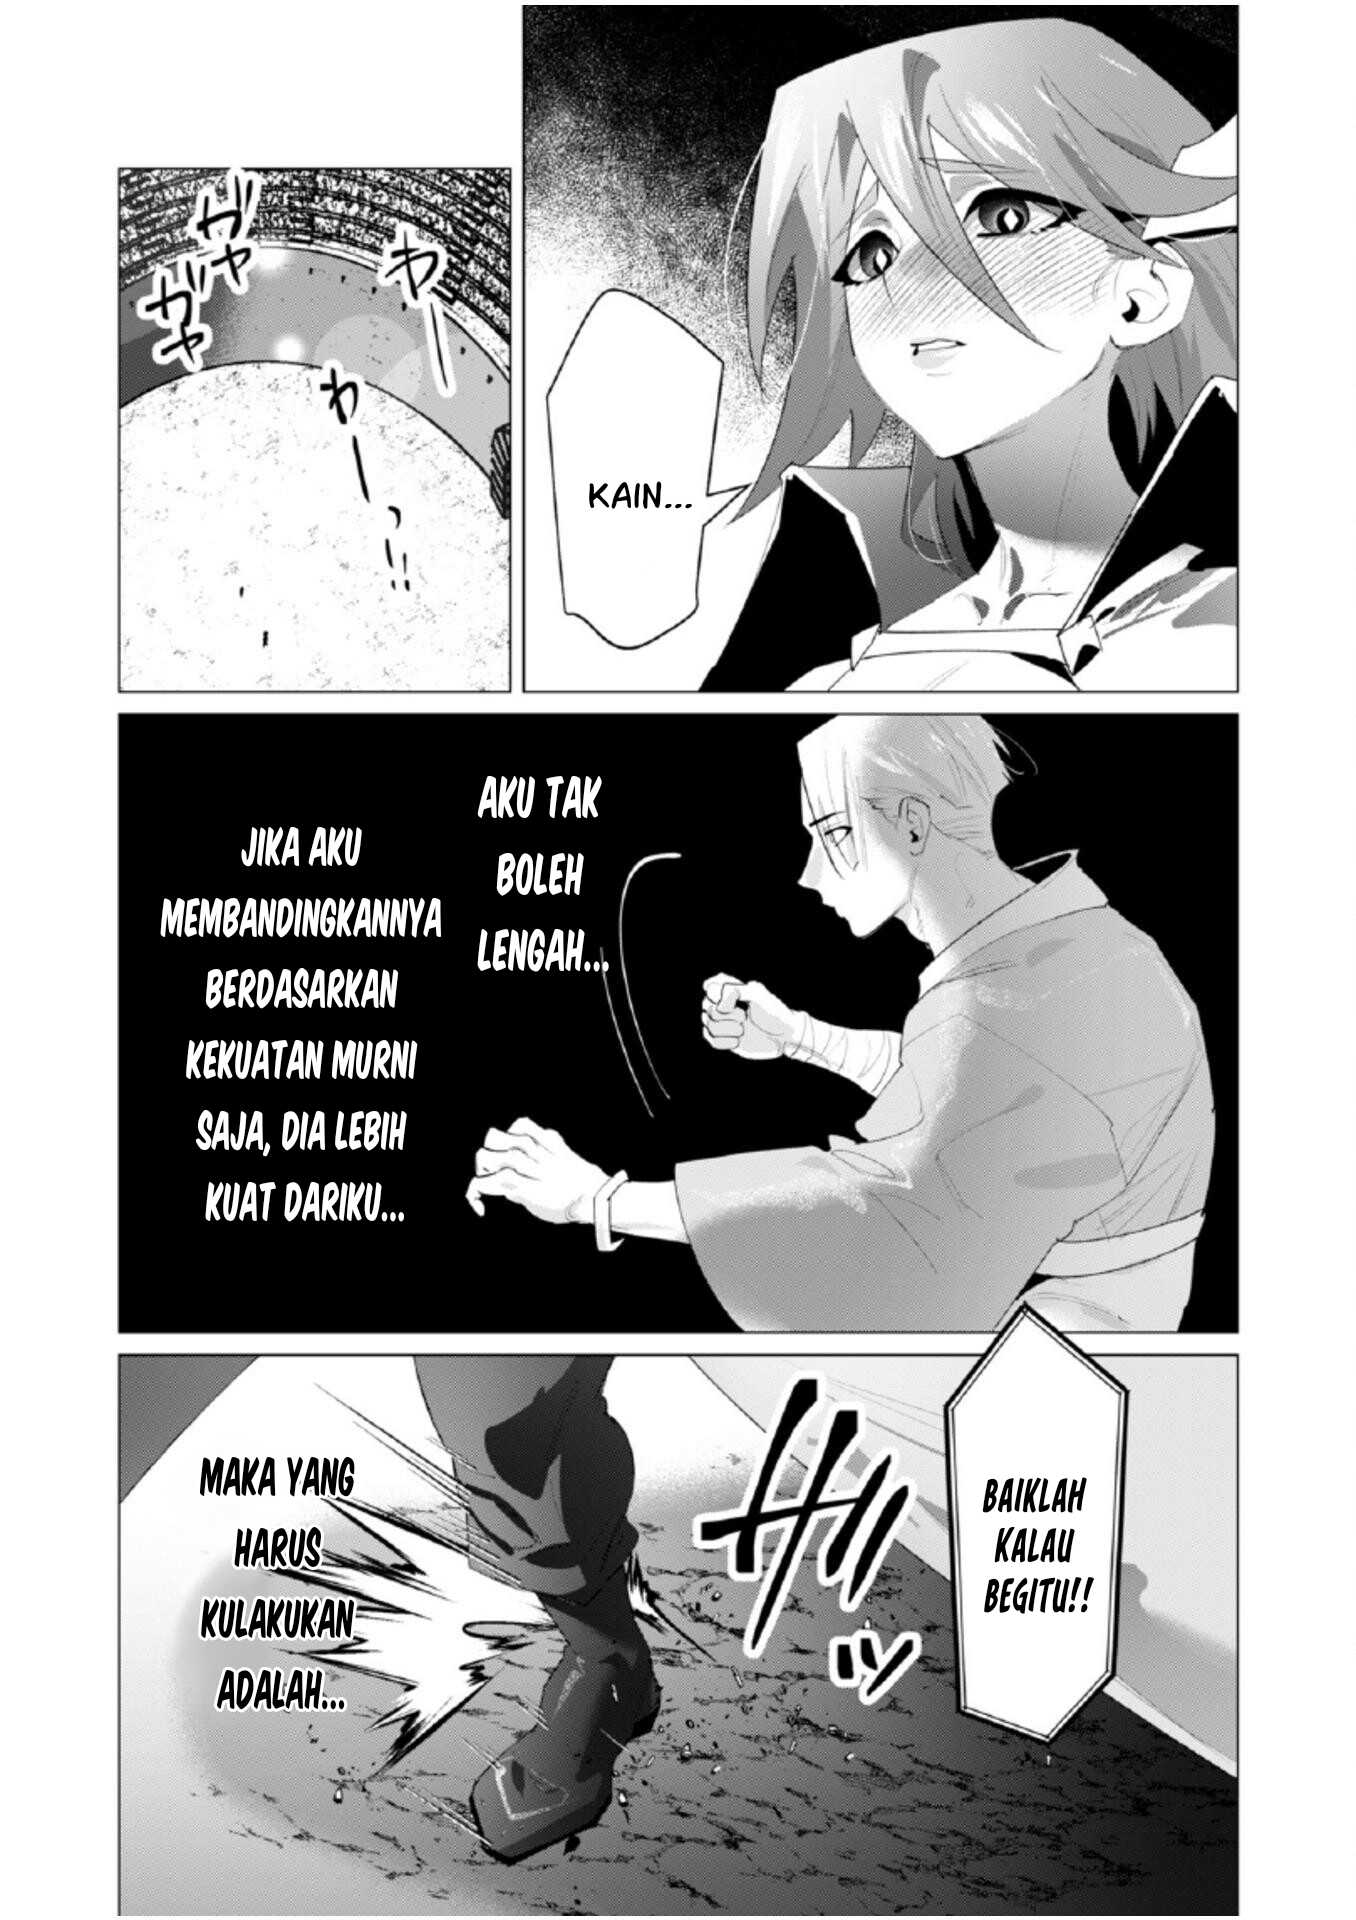 KAIN...
ガヤ
ガヤ
わー
わーっ!!
AKU TAK
BOLEH
LENGAH...
JIKA AKU
MEMBANDINGKANNYA
BERDASARKAN
KEKUATAN MURNI
SAJA, DIA LEBIH
KUAT DARIKU...
BAIKLAH
KALAU
BEGITU!!
MAKA YANG
HARUS
KULAKUKAN
ADALAH...